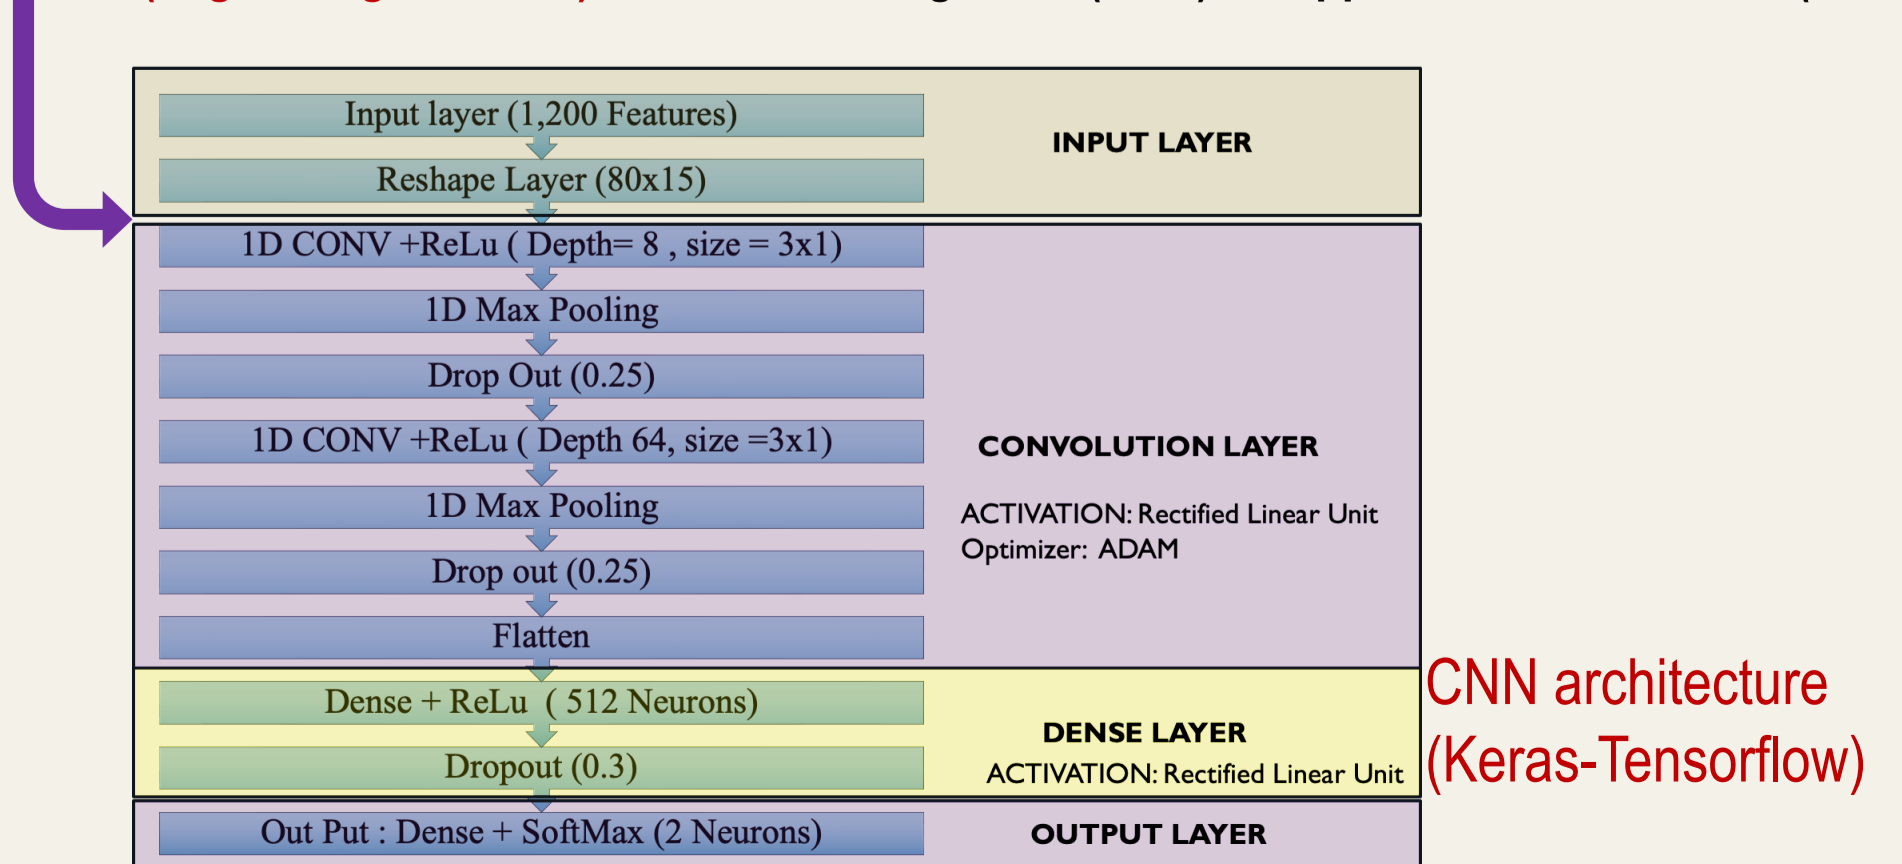 Input layer (1,200 Features)
INPUT LAYER
Reshape Layer (80x15)
1D CONV +ReLu ( Depth= 8 , size = 3x1)
1D Max Pooling
Drop Out (0.25)
1D CONV +ReLu ( Depth 64, size =3x1)
CONVOLUTION LAYER
1D Max Pooling
ACTIVATION: Rectified Linear Unit
Optimizer: ADAM
Drop out (0.25)
Flatten
CNN architecture
(Keras-Tensorflow)
Dense + ReLu ( 512 Neurons)
DENSE LAYER
Dropout (0.3)
ACTIVATION: Rectified Linear Unit
Out Put : Dense + SoftMax (2 Neurons)
OUTPUT LAYER